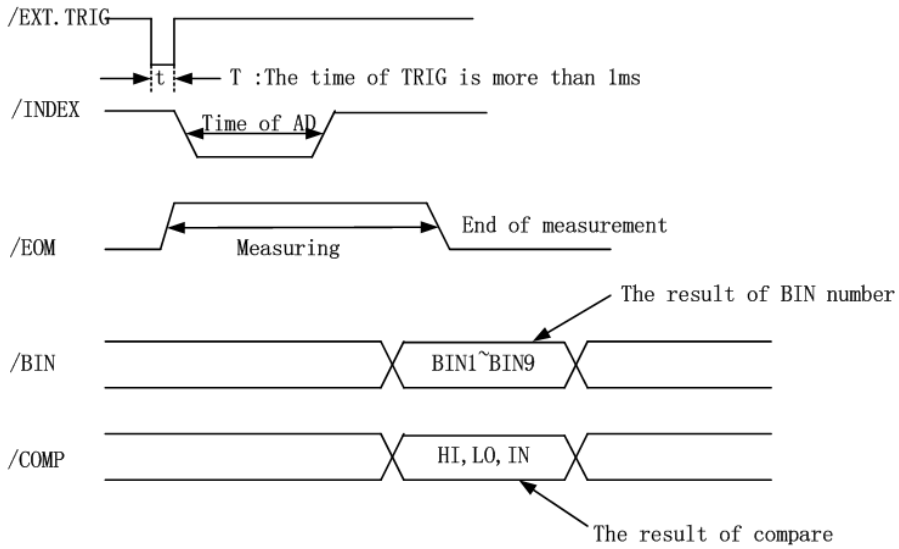 /EXT.TRIG
t
T :The time of TRIG is more than 1ms
/INDEX
Time of AD
/EOM
Measuring
End of measurement
The result of BIN number
/BIN
BIN1~BIN9
/COMP
HI,LO,IN
The result of compare